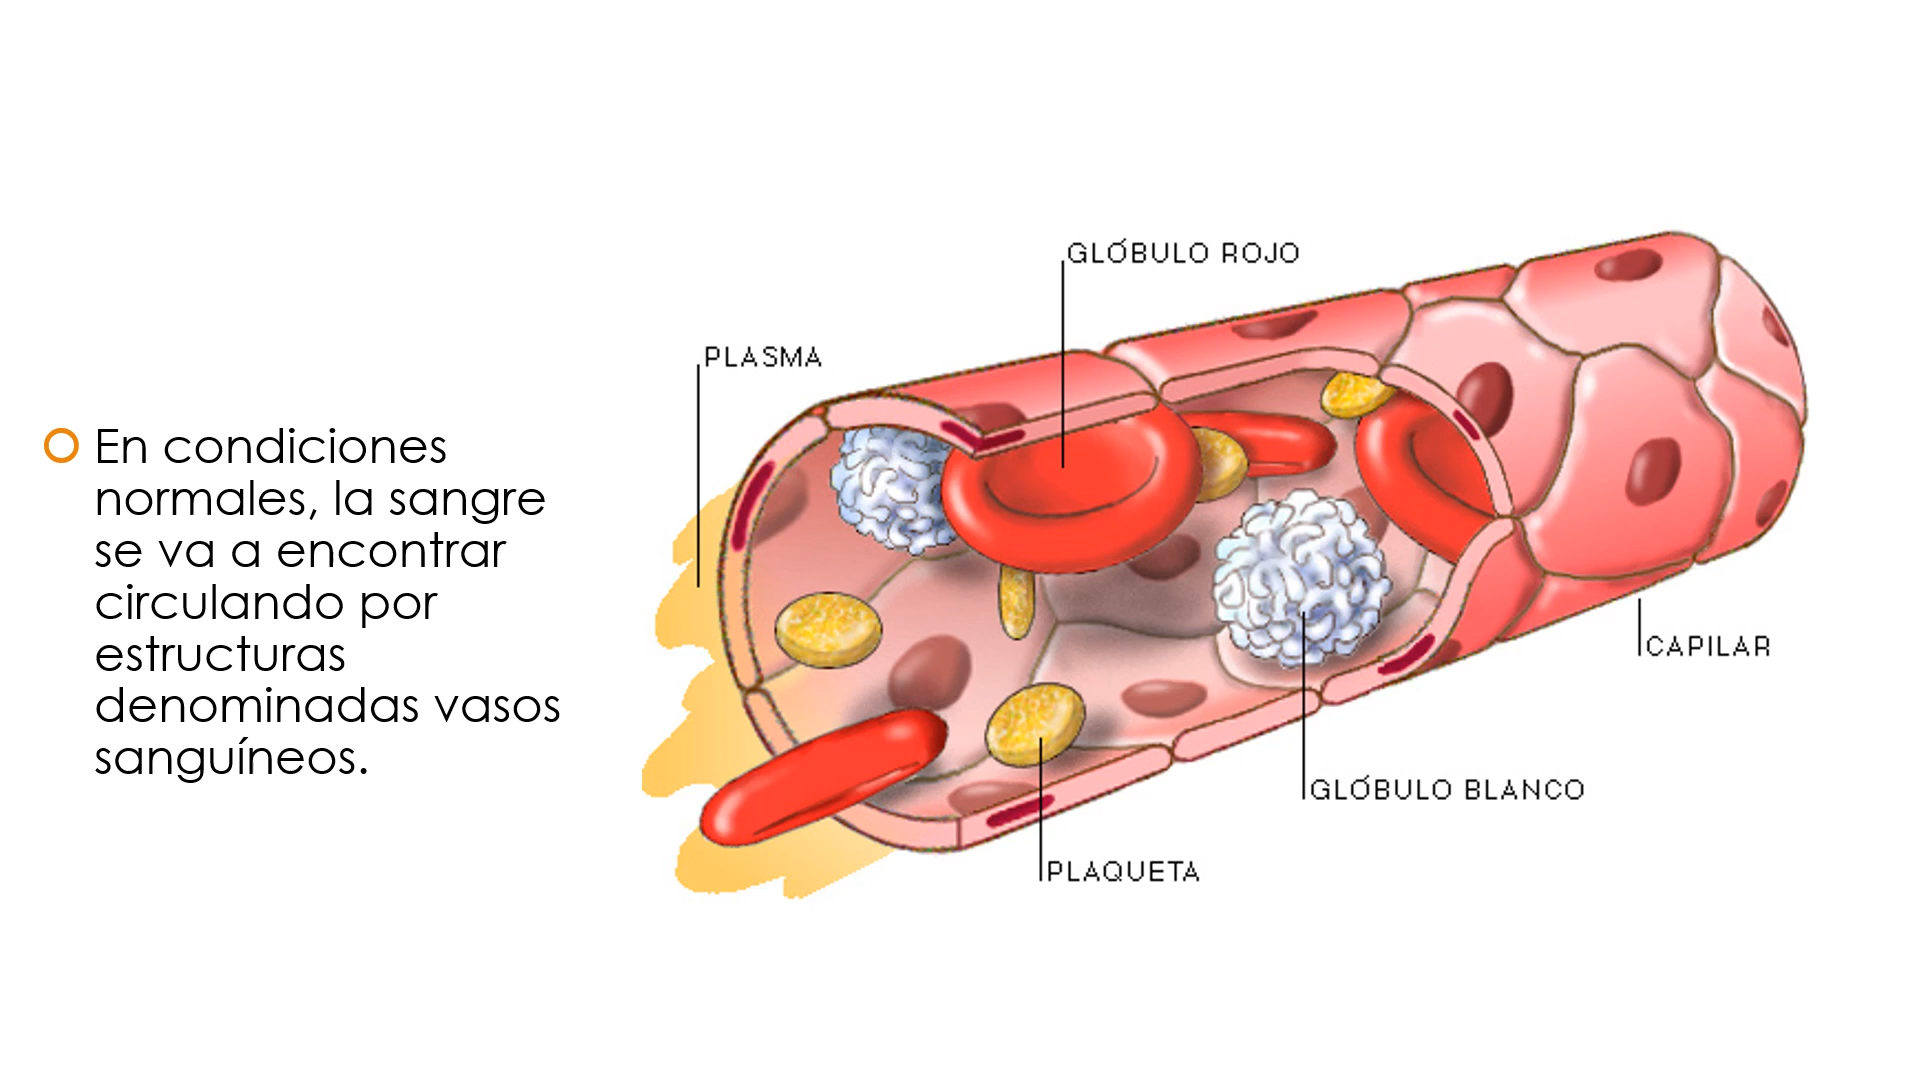 En condiciones
normales, la sangre
se va a encontrar
circulando por
estructuras
denominadas vasos
sanguíneos.
GLÓBULO ROJO
PLASMA
CAPILAR
GLÓBULO BLANCO
PLAQUETA